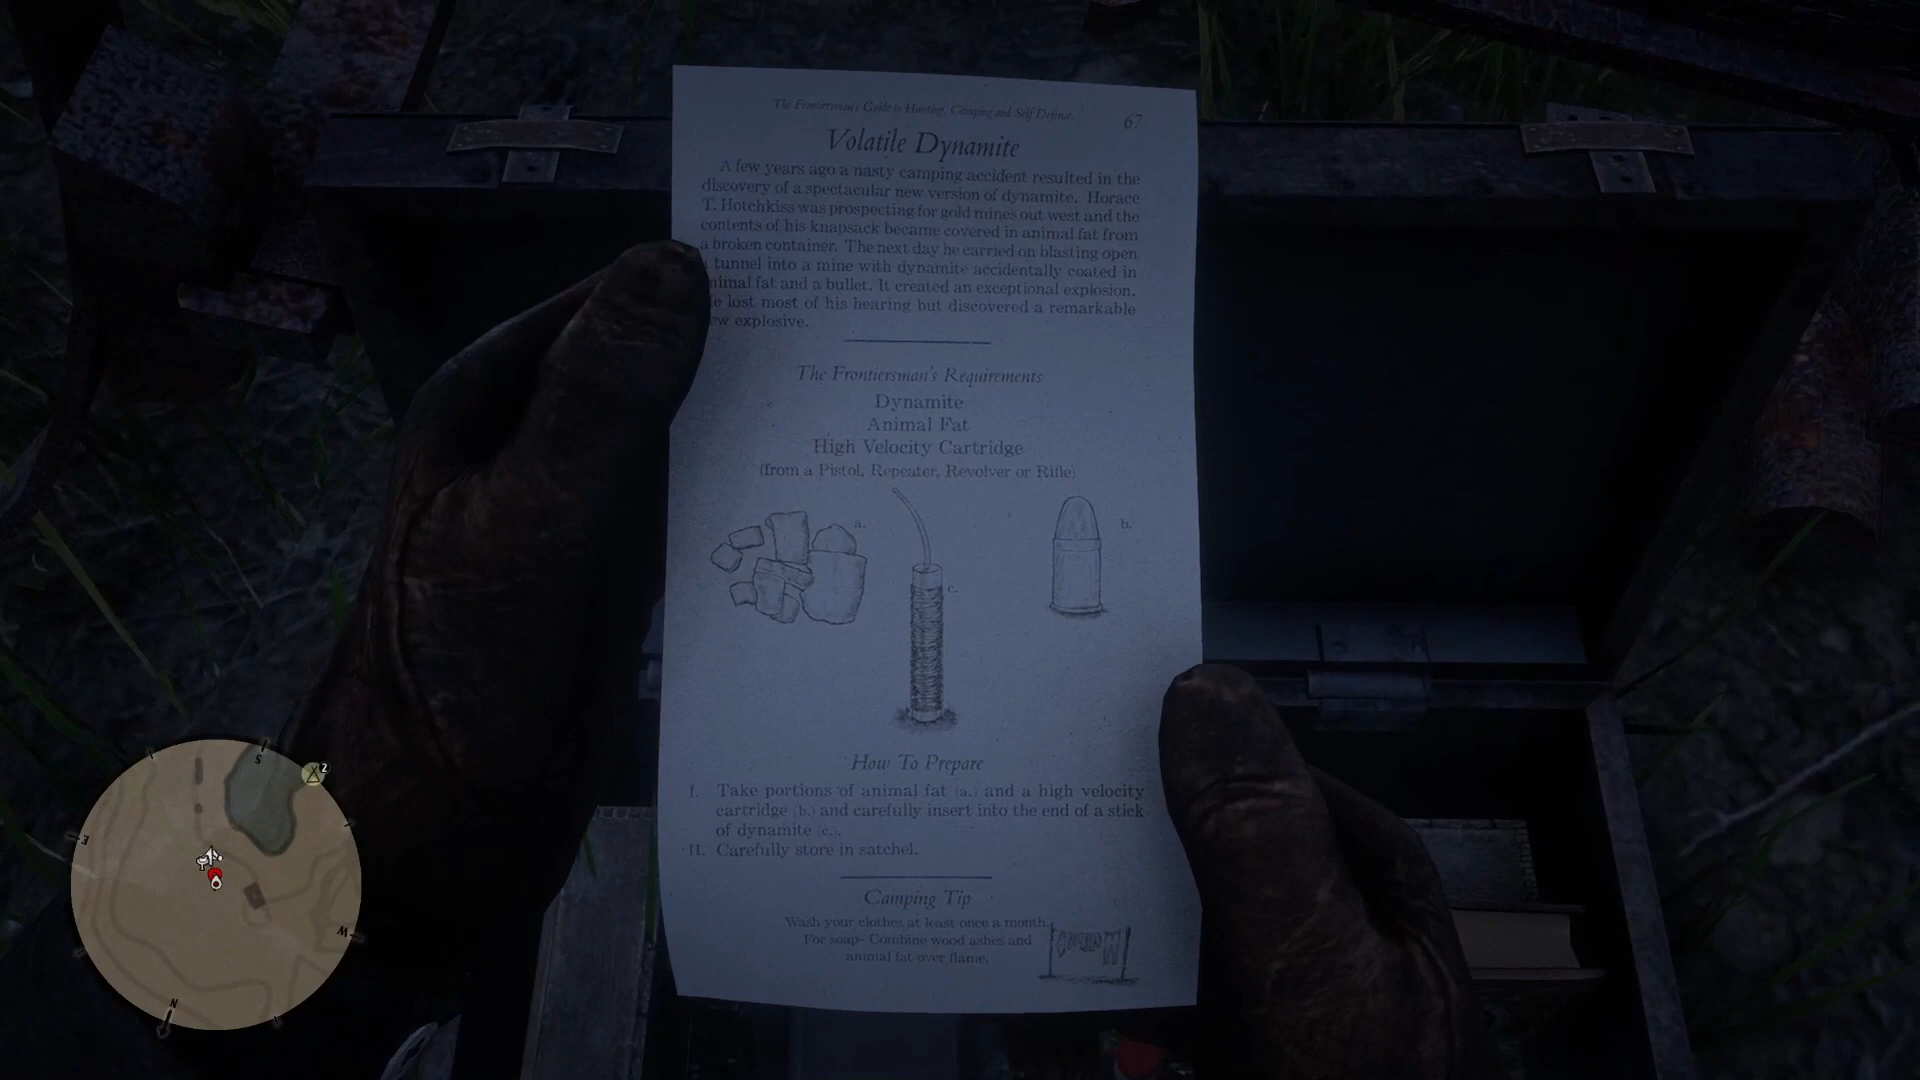 The Frontiersman's Guide to Hunting, Camping and Self Defense.
67
Volatile Dynamite
A few years ago a nasty camping accident resulted in the
discovery of a spectacular new version of dynamite. Horace
T. Hotchkiss was prospecting for gold mines out west and the
contents of his knapsack became covered in animal fat from
a broken container. The next day he carried on blasting open
tunnel into a mine with dynamite accidentally coated in
nimal fat and a bullet. It created an exceptional explosion.
e lost most of his hearing but discovered a remarkable
ew explosive.
The Frontiersman's Requirements
Dynamite
Animal Fat
High Velocity Cartridge
(from a Pistol, Repeater, Revolver or Rifle)
a.
b.
c.
How To Prepare
I. Take portions of animal fat (a.) and a high velocity
cartridge (b.) and carefully insert into the end of a stick
of dynamite (c.).
II. Carefully store in satchel.
Camping Tip
Wash your clothes at least once a month.
For soap- Combine wood ashes and
animal fat over flame.
S
2
E
W
N